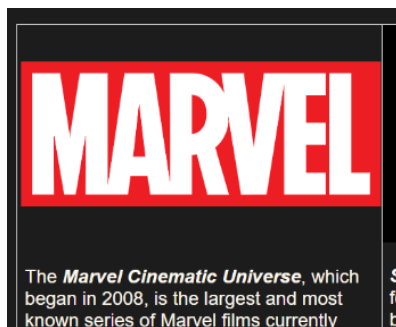 MARVEL
The Marvel Cinematic Universe, which
began in 2008, is the largest and most
known series of Marvel films currently